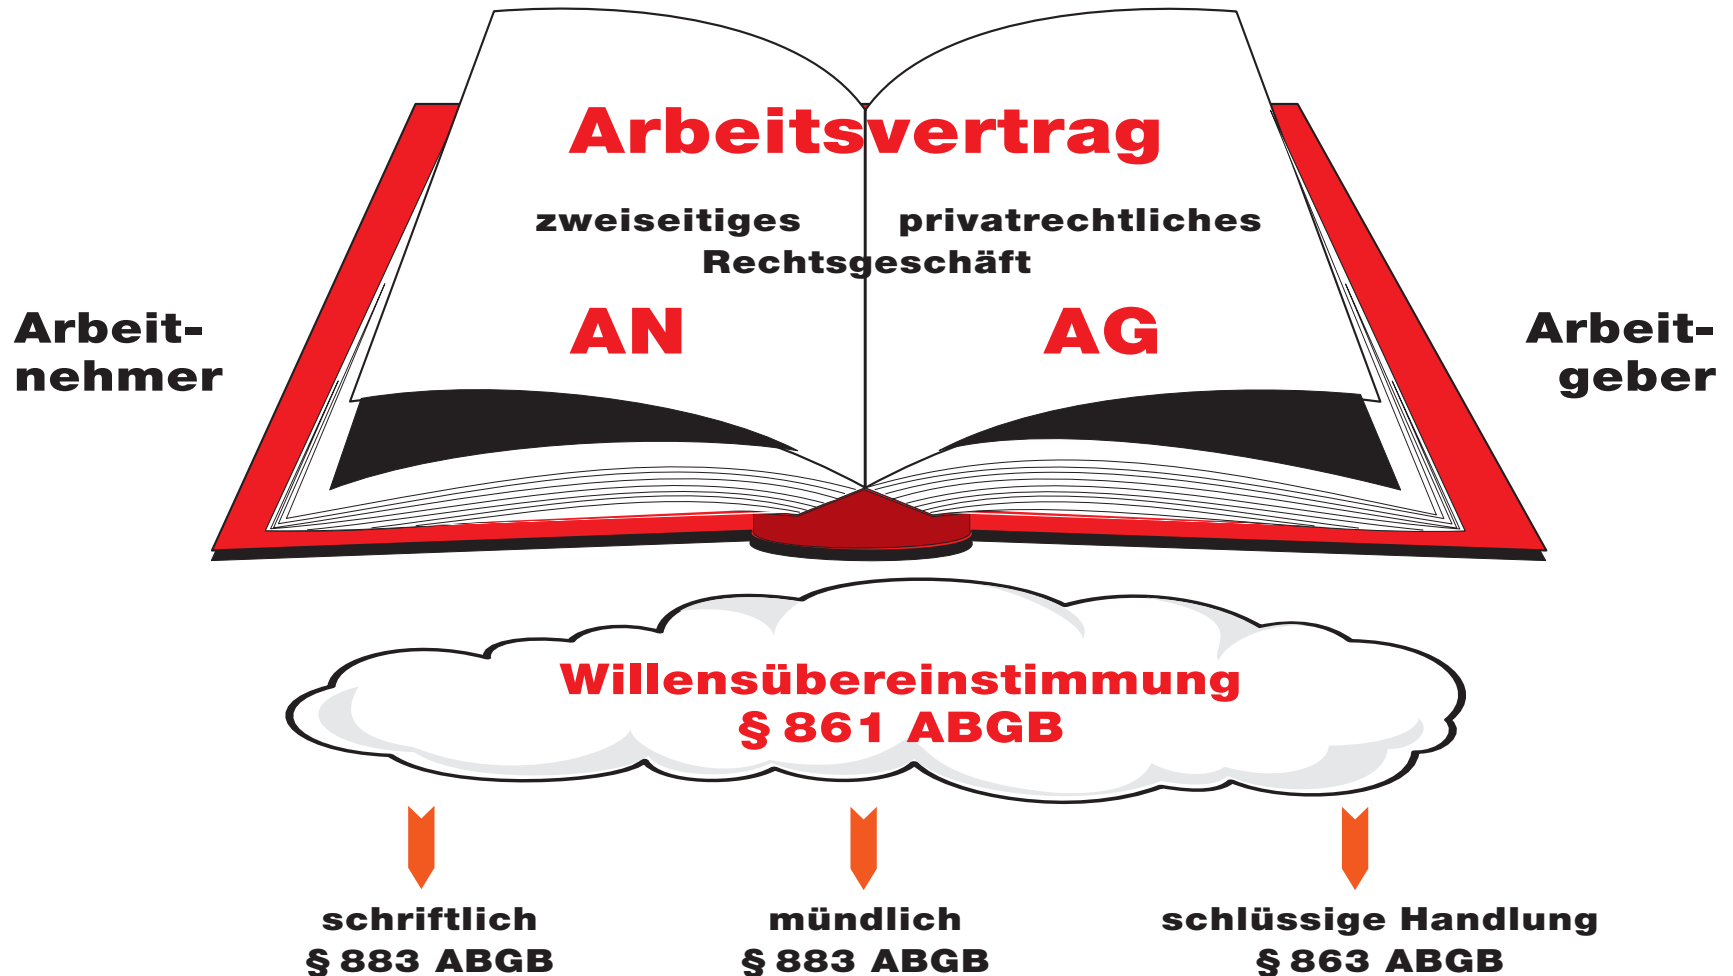 Arbeitsvertrag
zweiseitiges privatrechtliches
Rechtsgeschäft
Arbeit-
nehmer
AN
AG
Arbeit-
geber
Willensübereinstimmung
§ 861 ABGB
schriftlich
§ 883 ABGB
mündlich
§ 883 ABGB
schlüssige Handlung
§ 863 ABGB